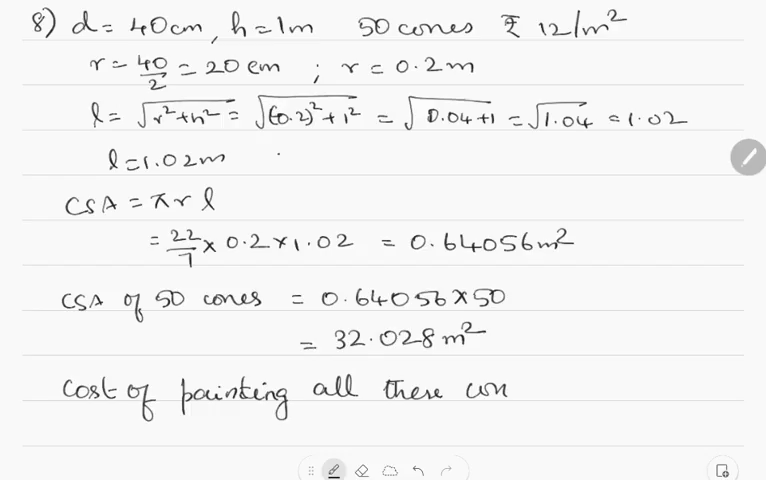 8) d = 40cm, h = 1m 50 cones ₹ 12/m²
r = 40/2 = 20 cm ; r = 0.2m
l = √r²+h² = √(0.2)²+1² = √0.04+1 = √1.04 = 1.02
l = 1.02m
CSA = π r l
= 22/7 × 0.2 × 1.02 = 0.64056m²
CSA of 50 cones = 0.64056 × 50
= 32.028 m²
Cost of painting all these con